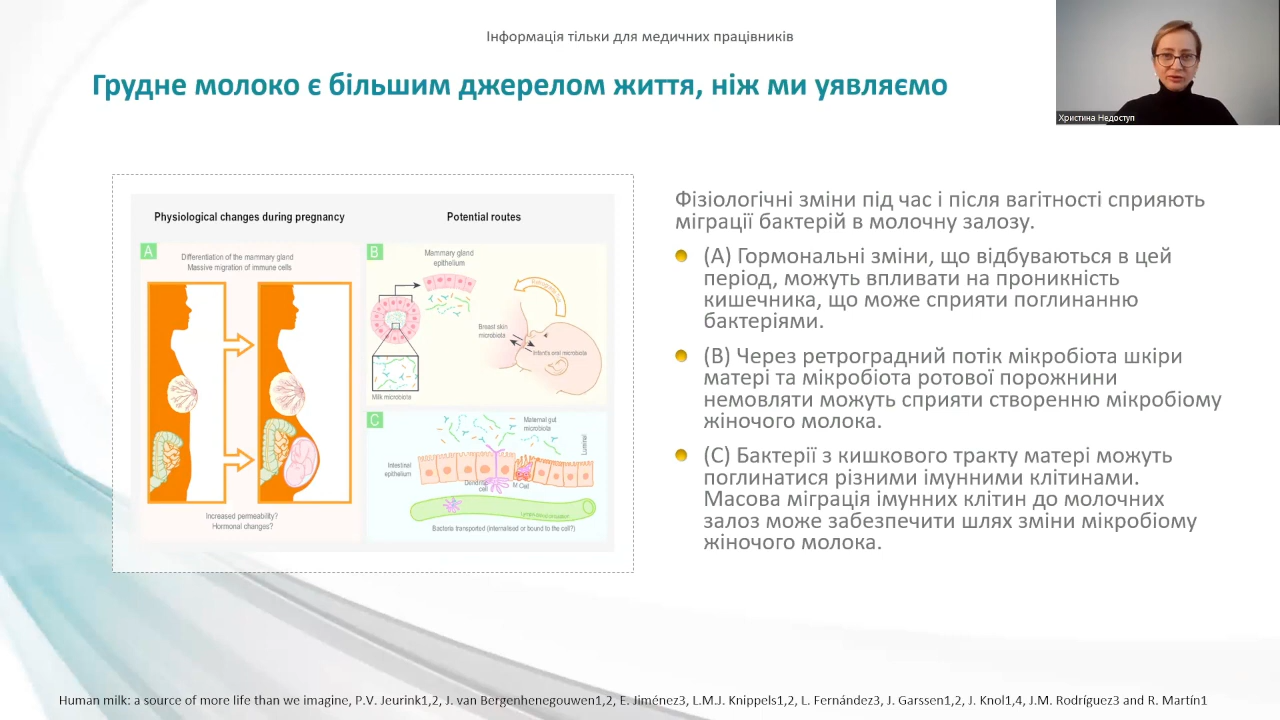 Інформація тільки для медичних працівників
Грудне молоко є більшим джерелом життя, ніж ми уявляємо
Христина Недоступ
Physiological changes during pregnancy
Potential routes
A
Differentiation of the mammary gland
Massive migration of immune cells
Increased permeability?
Hormonal changes?
B
Mammary gland
epithelium
Breast skin
microbiota
Infant's oral microbiota
Milk microbiota
C
Maternal gut
microbiota
Luminal
Intestinal
epithelium
Dendritic
cell
M Cell
Bacteria transported (internalised or bound to the cell?)
Фізіологічні зміни під час і після вагітності сприяють
міграції бактерій в молочну залозу.
(A) Гормональні зміни, що відбуваються в цей
період, можуть впливати на проникність
кишечника, що може сприяти поглинанню
бактеріями.
(B) Через ретроградний потік мікробіота шкіри
матері та мікробіота ротової порожнини
немовляти можуть сприяти створенню мікробіому
жіночого молока.
(C) Бактерії з кишкового тракту матері можуть
поглинатися різними імунними клітинами.
Масова міграція імунних клітин до молочних
залоз може забезпечити шлях зміни мікробіому
жіночого молока.
Human milk: a source of more life than we imagine, P.V. Jeurink1,2, J. van Bergenhenegouwen1,2, E. Jiménez3, L.M.J. Knippels1,2, L. Fernández3, J. Garssen1,2, J. Knol1,4, J.M. Rodríguez3 and R. Martín1